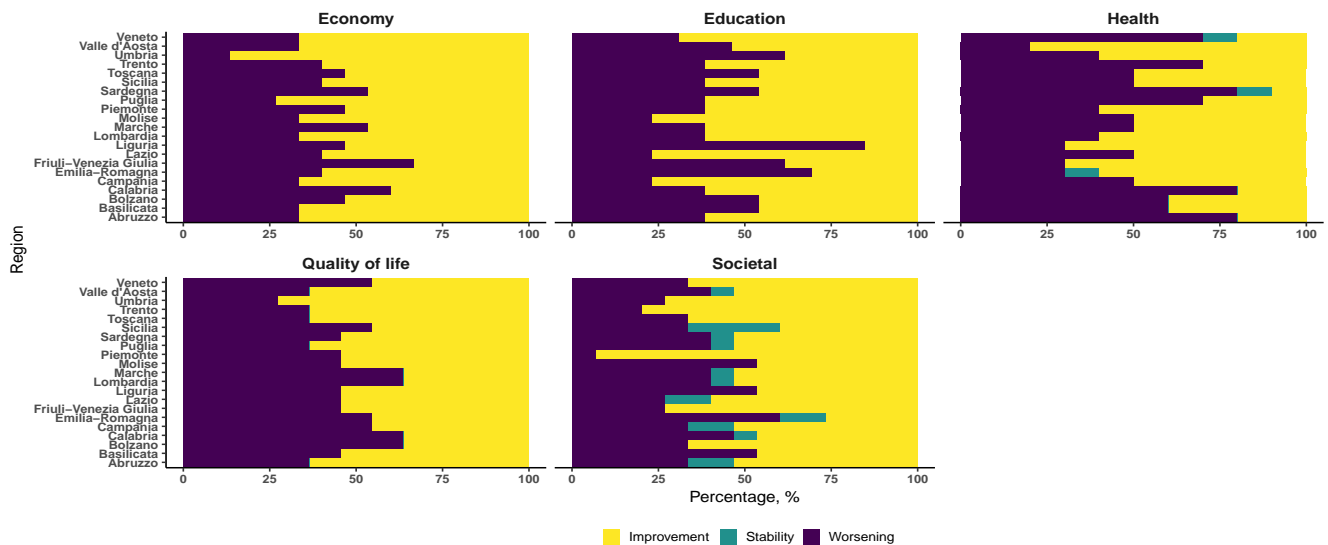 Economy
Education
Health
Veneto
Valle d'Aosta
Umbria
Trento
Toscana
Sicilia
Sardegna
Puglia
Piemonte
Molise
Marche
Lombardia
Liguria
Lazio
Friuli−Venezia Giulia
Emilia−Romagna
Campania
Calabria
Bolzano
Basilicata
Abruzzo
0 25 50 75 100
0 25 50 75 100
0 25 50 75 100
Region
Quality of life
Societal
Veneto
Valle d'Aosta
Umbria
Trento
Toscana
Sicilia
Sardegna
Puglia
Piemonte
Molise
Marche
Lombardia
Liguria
Lazio
Friuli−Venezia Giulia
Emilia−Romagna
Campania
Calabria
Bolzano
Basilicata
Abruzzo
0 25 50 75 100
0 25 50 75 100
Percentage, %
Improvement Stability Worsening